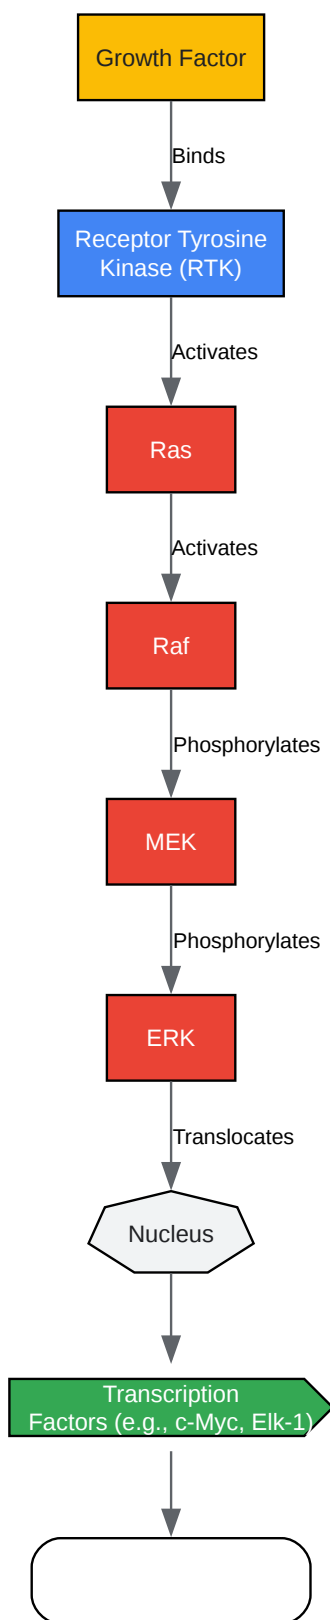 Growth Factor
Binds
Receptor Tyrosine
Kinase (RTK)
Activates
Ras
Activates
Raf
Phosphorylates
MEK
Phosphorylates
ERK
Translocates
Nucleus
Transcription
Factors (e.g., c-Myc, Elk-1)